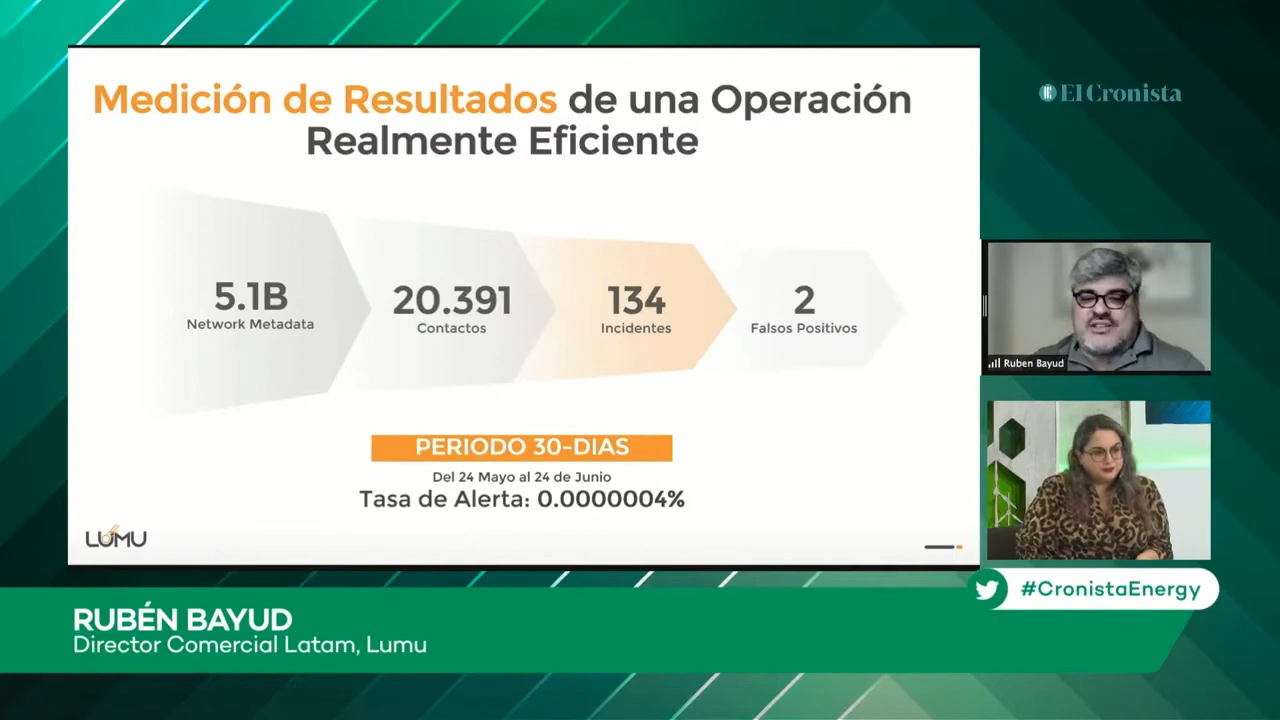 Medición de Resultados de una Operación
Realmente Eficiente
El Cronista
5.1B
Network Metadata
20.391
Contactos
134
Incidentes
2
Falsos Positivos
PERIODO 30-DIAS
Del 24 Mayo al 24 de Junio
Tasa de Alerta: 0.0000004%
LUMU
Ruben Bayud
#CronistaEnergy
RUBÉN BAYUD
Director Comercial Latam, Lumu